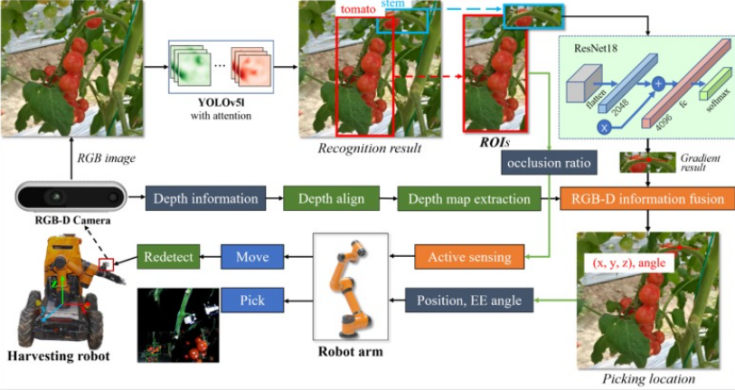 tomato
stem
ResNet18
flatten
2048
+
x
4096
fc
softmax
YOLOv5l
with attention
RGB image
Recognition result
ROIs
occlusion ratio
Gradient
result
RGB-D Camera
Depth information
Depth align
Depth map extraction
RGB-D information fusion
Redetect
Move
Active sensing
(x, y, z), angle
Pick
Position, EE angle
Harvesting robot
Robot arm
Picking location